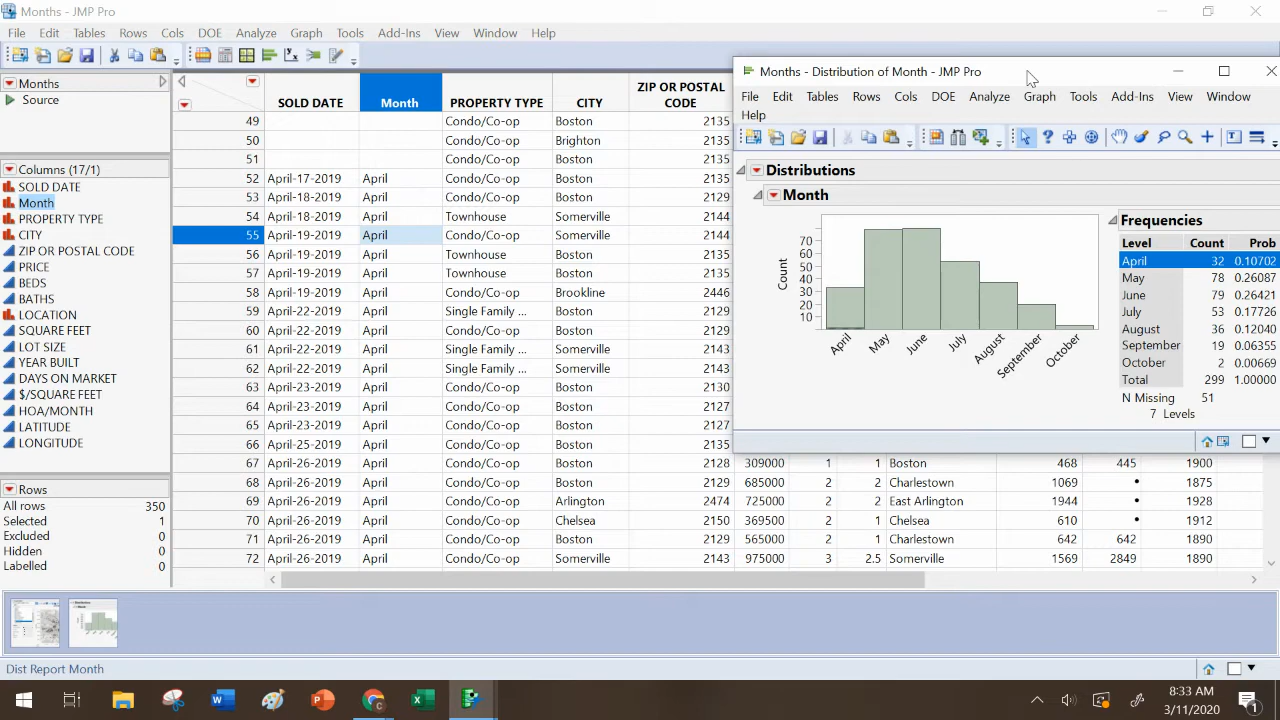 Months - JMP Pro
File Edit Tables Rows Cols DOE Analyze Graph Tools Add-Ins View Window Help
Months
Source
Columns (17/1)
SOLD DATE
Month
PROPERTY TYPE
CITY
ZIP OR POSTAL CODE
PRICE
BEDS
BATHS
LOCATION
SQUARE FEET
LOT SIZE
YEAR BUILT
DAYS ON MARKET
$/SQUARE FEET
HOA/MONTH
LATITUDE
LONGITUDE
Rows
All rows 350
Selected 1
Excluded 0
Hidden 0
Labelled 0
SOLD DATE Month PROPERTY TYPE CITY ZIP OR POSTAL CODE
49 Condo/Co-op Boston 2135
50 Condo/Co-op Brighton 2135
51 Condo/Co-op Boston 2135
52 April-17-2019 April Condo/Co-op Boston 2135
53 April-18-2019 April Condo/Co-op Boston 2129
54 April-18-2019 April Townhouse Somerville 2144
55 April-19-2019 April Condo/Co-op Somerville 2144
56 April-19-2019 April Townhouse Boston 2129
57 April-19-2019 April Townhouse Boston 2135
58 April-19-2019 April Condo/Co-op Brookline 2446
59 April-22-2019 April Single Family ... Boston 2129
60 April-22-2019 April Condo/Co-op Boston 2129
61 April-22-2019 April Single Family ... Somerville 2143
62 April-22-2019 April Single Family ... Somerville 2143
63 April-23-2019 April Condo/Co-op Boston 2130
64 April-23-2019 April Condo/Co-op Boston 2127
65 April-23-2019 April Condo/Co-op Boston 2127
66 April-25-2019 April Condo/Co-op Boston 2135
67 April-26-2019 April Condo/Co-op Boston 2128 309000 1 1 Boston 468 445 1900
68 April-26-2019 April Condo/Co-op Boston 2129 685000 2 2 Charlestown 1069 • 1875
69 April-26-2019 April Condo/Co-op Arlington 2474 725000 2 2 East Arlington 1944 • 1928
70 April-26-2019 April Condo/Co-op Chelsea 2150 369500 2 1 Chelsea 610 • 1912
71 April-26-2019 April Condo/Co-op Boston 2129 565000 2 1 Charlestown 642 642 1890
72 April-26-2019 April Condo/Co-op Somerville 2143 975000 3 2.5 Somerville 1569 2849 1890
Months - Distribution of Month - JMP Pro
File Edit Tables Rows Cols DOE Analyze Graph Tools Add-Ins View Window
Help
Distributions
Month
Count
70
60
50
40
30
20
10
April May June July August September October
Frequencies
Level Count Prob
April 32 0.10702
May 78 0.26087
June 79 0.26421
July 53 0.17726
August 36 0.12040
September 19 0.06355
October 2 0.00669
Total 299 1.00000
N Missing 51
7 Levels
Dist Report Month
8:33 AM
3/11/2020
1